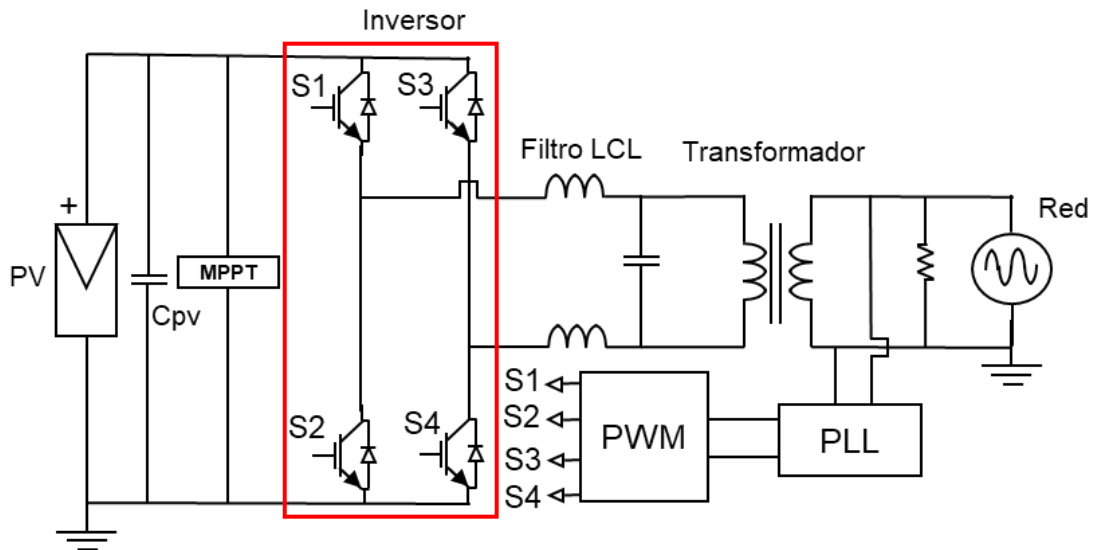 Inversor
S1
S3
Filtro LCL
Transformador
Red
+
PV
MPPT
Cpv
S2
S4
S1
S2
S3
S4
PWM
PLL